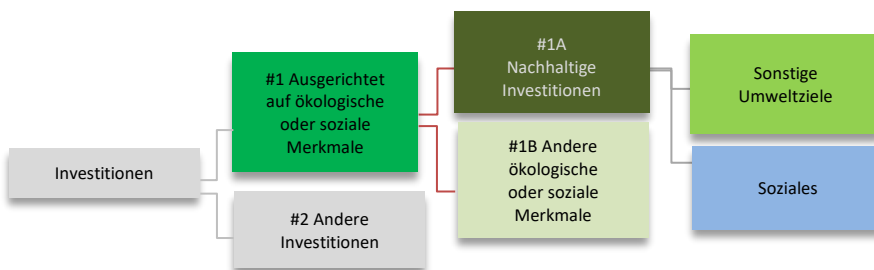 Investitionen
#1 Ausgerichtet
auf ökologische
oder soziale
Merkmale
#2 Andere
Investitionen
#1A
Nachhaltige
Investitionen
#1B Andere
ökologische
oder soziale
Merkmale
Sonstige
Umweltziele
Soziales